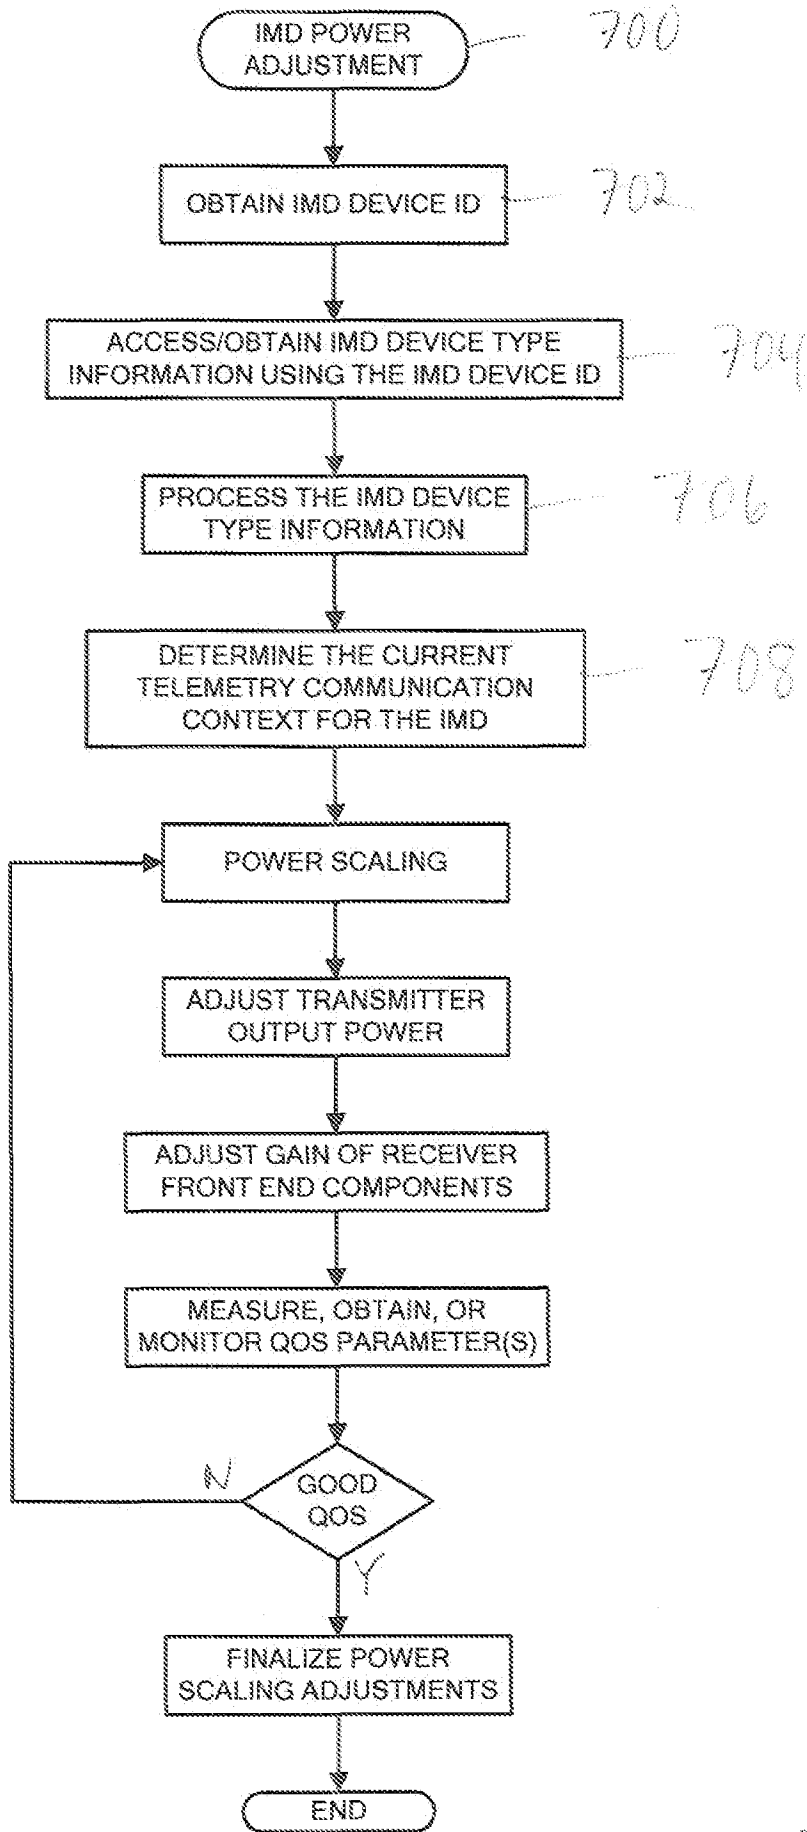 IMD POWER
ADJUSTMENT
700
OBTAIN IMD DEVICE ID
702
ACCESS/OBTAIN IMD DEVICE TYPE
INFORMATION USING THE IMD DEVICE ID
704
PROCESS THE IMD DEVICE
TYPE INFORMATION
706
DETERMINE THE CURRENT
TELEMETRY COMMUNICATION
CONTEXT FOR THE IMD
708
POWER SCALING
ADJUST TRANSMITTER
OUTPUT POWER
ADJUST GAIN OF RECEIVER
FRONT END COMPONENTS
MEASURE, OBTAIN, OR
MONITOR QOS PARAMETER(S)
N
GOOD
QOS
Y
FINALIZE POWER
SCALING ADJUSTMENTS
END